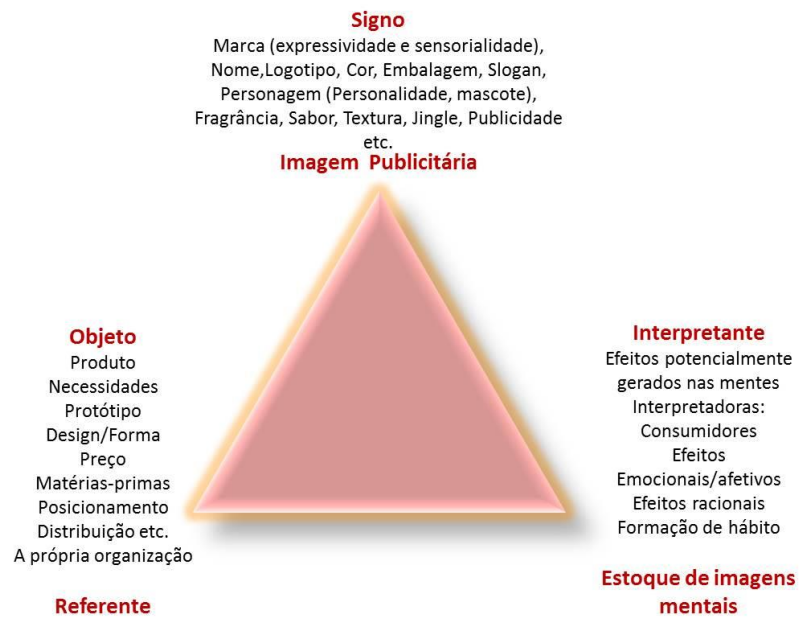 Signo
Marca (expressividade e sensorialidade),
Nome,Logotipo, Cor, Embalagem, Slogan,
Personagem (Personalidade, mascote),
Fragrância, Sabor, Textura, Jingle, Publicidade
etc.
Imagem Publicitária
Objeto
Produto
Necessidades
Protótipo
Design/Forma
Preço
Matérias-primas
Posicionamento
Distribuição etc.
A própria organização
Referente
Interpretante
Efeitos potencialmente
gerados nas mentes
Interpretadoras:
Consumidores
Efeitos
Emocionais/afetivos
Efeitos racionais
Formação de hábito
Estoque de imagens
mentais